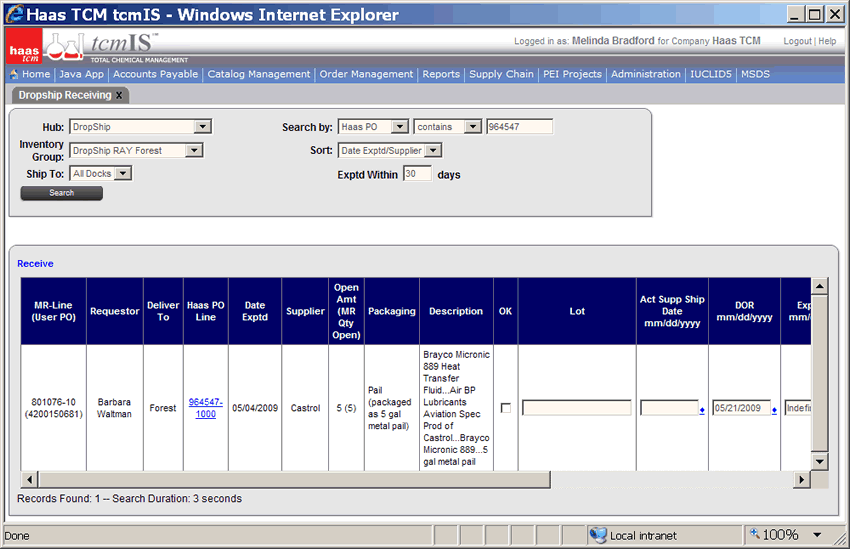 Haas TCM tcmIS - Windows Internet Explorer
haas tcm
tcmIS™
TOTAL CHEMICAL MANAGEMENT
Logged in as: Melinda Bradford for Company Haas TCM
Logout | Help
Home | Java App | Accounts Payable | Catalog Management | Order Management | Reports | Supply Chain | PEI Projects | Administration | IUCLID5 | MSDS
Dropship Receiving x
Hub: DropShip Search by: Haas PO contains 964547
Inventory
Group: DropShip RAY Forest Sort: Date Exptd/Supplier
Ship To: All Docks Exptd Within 30 days
Search
Receive
MR-Line
(User PO)
Requestor
Deliver
To
Haas PO
Line
Date
Exptd
Supplier
Open
Amt
(MR
Qty
Open)
Packaging
Description
OK
Lot
Act Supp Ship
Date
mm/dd/yyyy
DOR
mm/dd/yyyy
Exp
mm/
801076-10
(4200150681)
Barbara
Waltman
Forest
964547-
1000
05/04/2009
Castrol
5 (5)
Pail
(packaged
as 5 gal
metal pail)
Brayco Micronic
889 Heat
Transfer
Fluid...Air BP
Lubricants
Aviation Spec
Prod of
Castrol...Brayco
Micronic 889...5
gal metal pail
05/21/2009
Indefi
Records Found: 1 -- Search Duration: 3 seconds
Done
Local intranet
100%